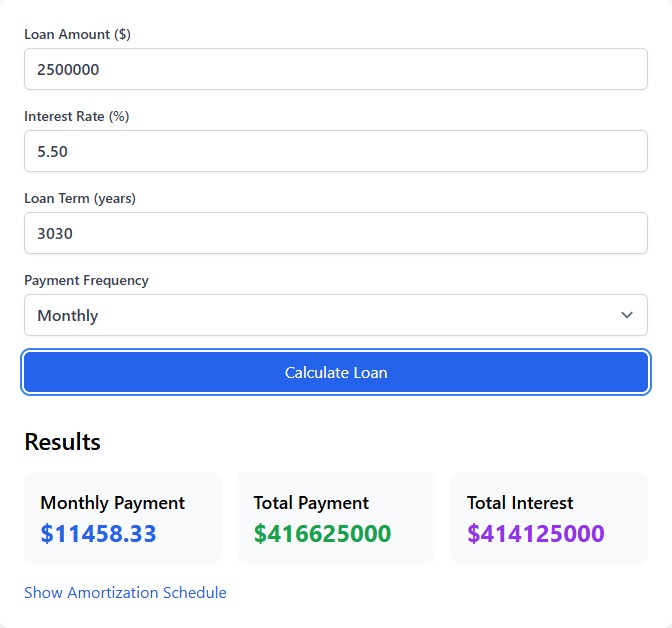 Loan Amount ($)
2500000
Interest Rate (%)
5.50
Loan Term (years)
3030
Payment Frequency
Monthly
Calculate Loan
Results
Monthly Payment
$11458.33
Total Payment
$416625000
Total Interest
$414125000
Show Amortization Schedule